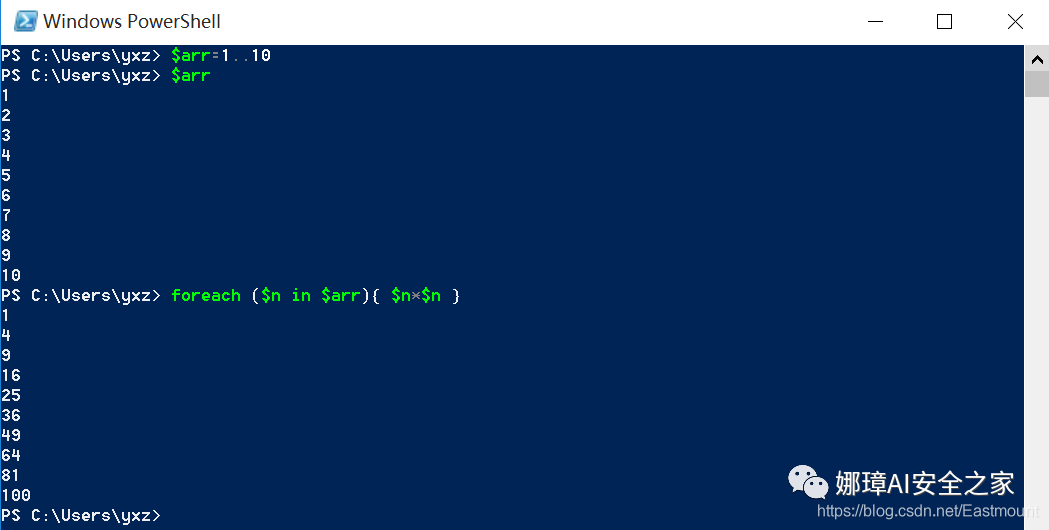 Windows PowerShell
PS C:\Users\yxz> $arr=1..10
PS C:\Users\yxz> $arr
1
2
3
4
5
6
7
8
9
10
PS C:\Users\yxz> foreach ($n in $arr){ $n*$n }
1
4
9
16
25
36
49
64
81
100
PS C:\Users\yxz>
娜璋AI安全之家
https://blog.csdn.net/Eastmount